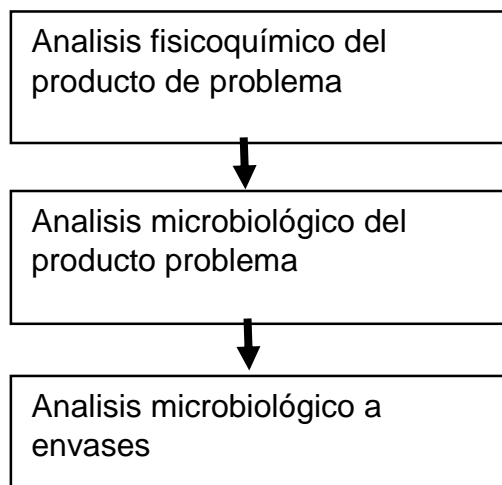 Analisis fisicoquímico del
producto de problema
Analisis microbiológico del
producto problema
Analisis microbiológico a
envases